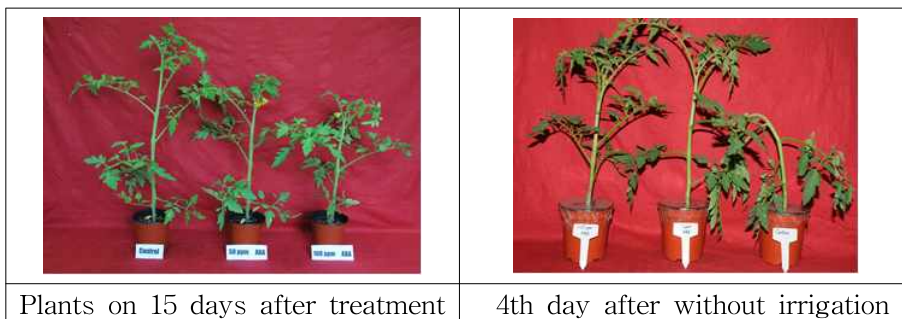 Control
50 ppm ABA
100 ppm ABA
Control
Plants on 15 days after treatment
4th day after without irrigation